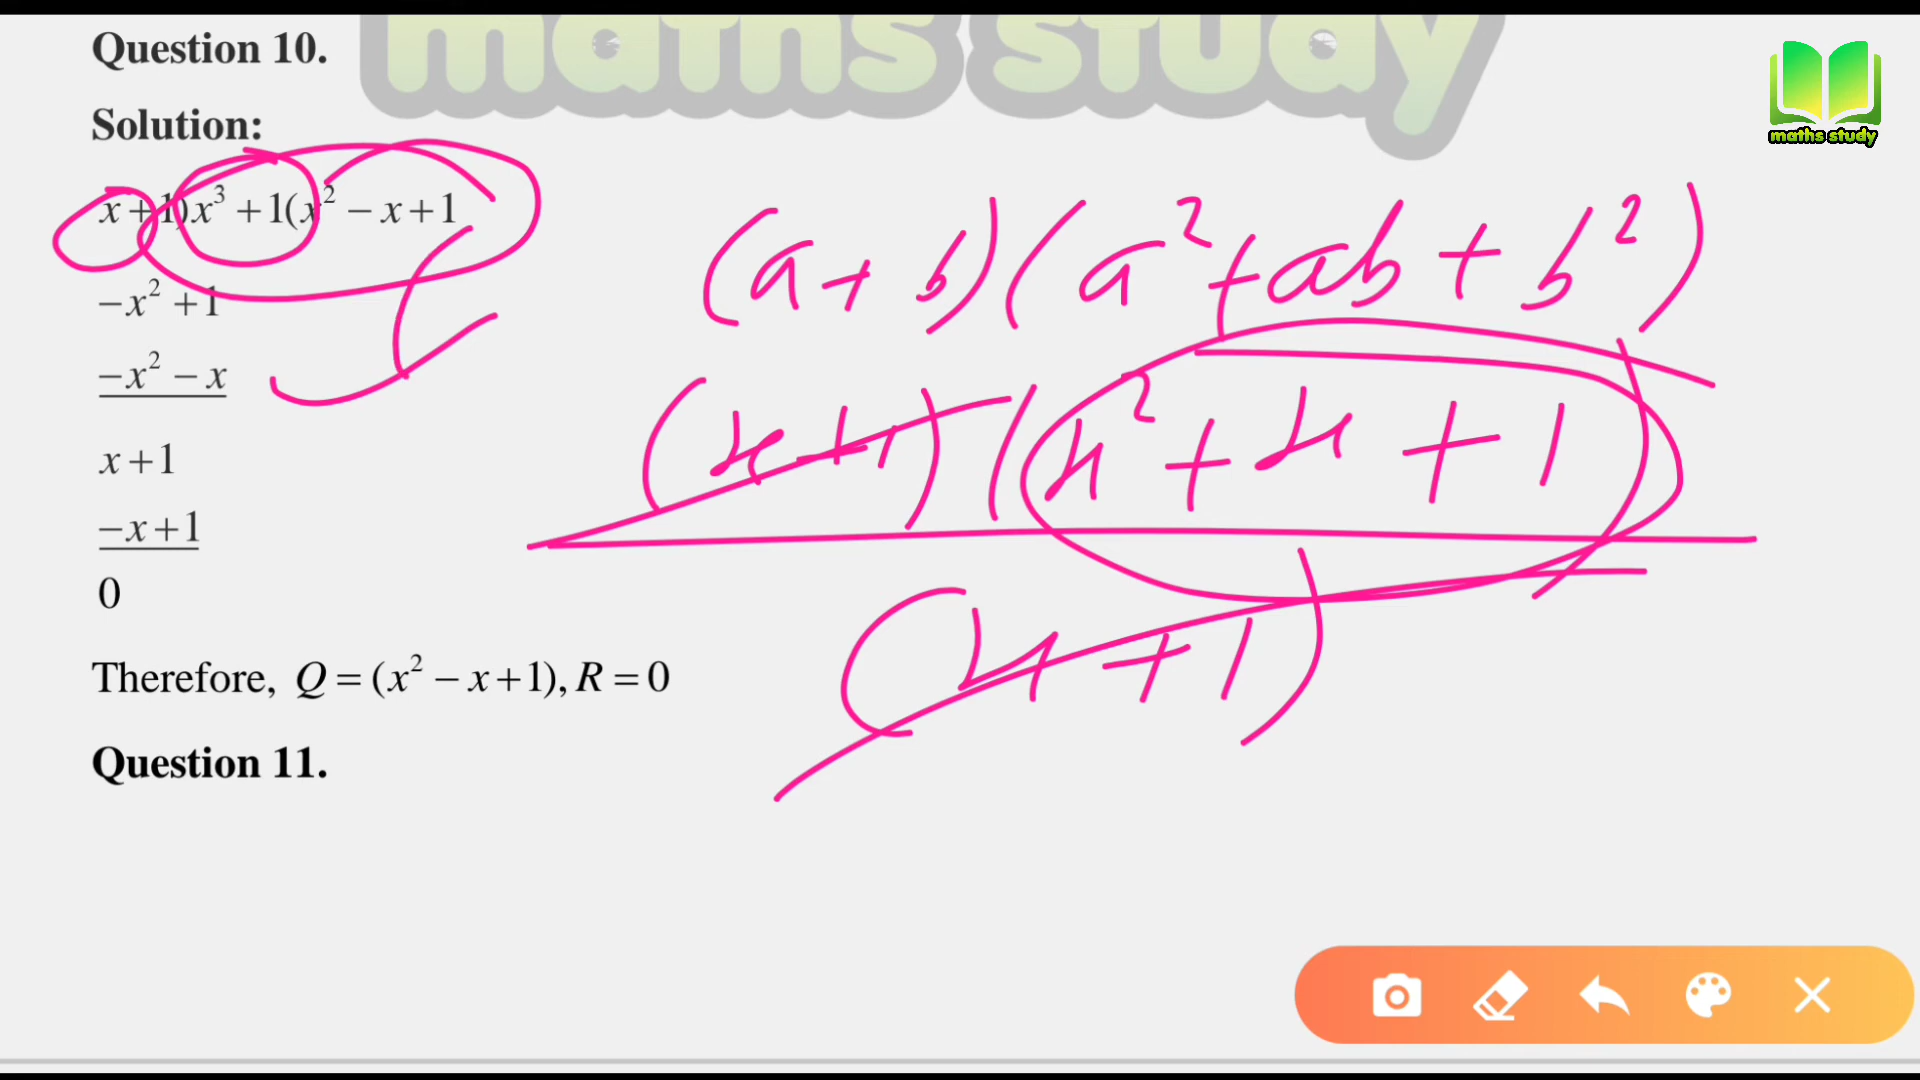 maths study
Question 10.
maths study
Solution:
x+1)x³+1(x²−x+1
−x²+1
−x²−x
x+1
−x+1
0
Therefore, Q=(x²−x+1), R=0
Question 11.
(a+b)(a²+ab+b²)
(x+1)(x²+x+1)
(x+1)